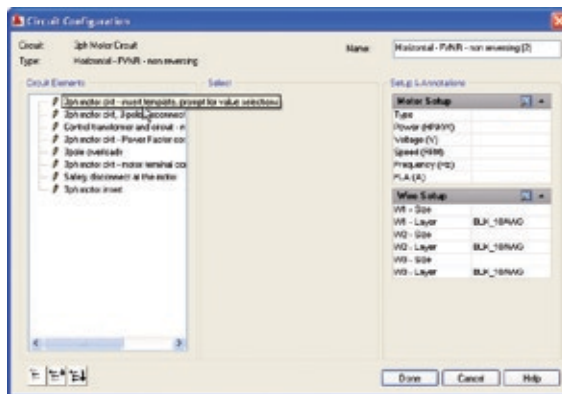 Circuit Configuration
Circuit: 3ph Motor Circuit
Type: Horizontal - FVNR - non reversing
Name: Horizontal - FVNR - non reversing (2)
Circuit Elements
Select
Setup & Annotations
3ph motor ckt - insert template, prompt for value selections
3ph motor ckt, 3 pole disconnect
Control transformer and circuit - n
3ph motor ckt - Power Factor cor
3pole overloads
3ph motor ckt - motor terminal co
Safety disconnect at the motor
3ph motor insert
Motor Setup
Type
Power (HP/kW)
Voltage (V)
Speed (RPM)
Frequency (Hz)
FLA (A)
Wire Setup
W1 - Size
W1 - Layer BLK_18AWG
W2 - Size
W2 - Layer BLK_18AWG
W3 - Size
W3 - Layer BLK_18AWG
Done Cancel Help